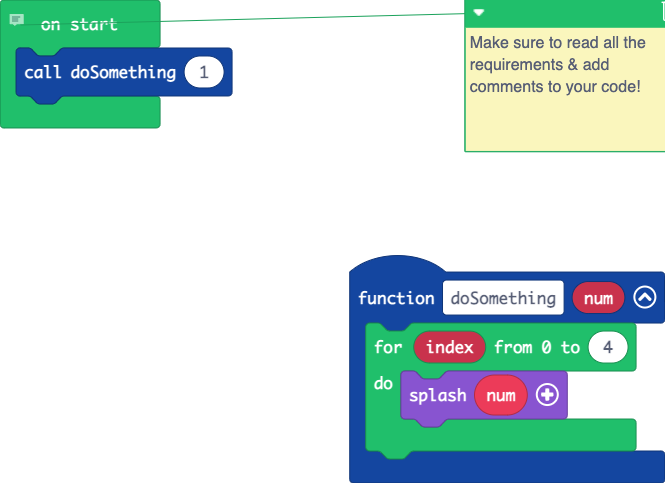 on start
call doSomething 1
Make sure to read all the
requirements & add
comments to your code!
function doSomething num
for index from 0 to 4
do
splash num